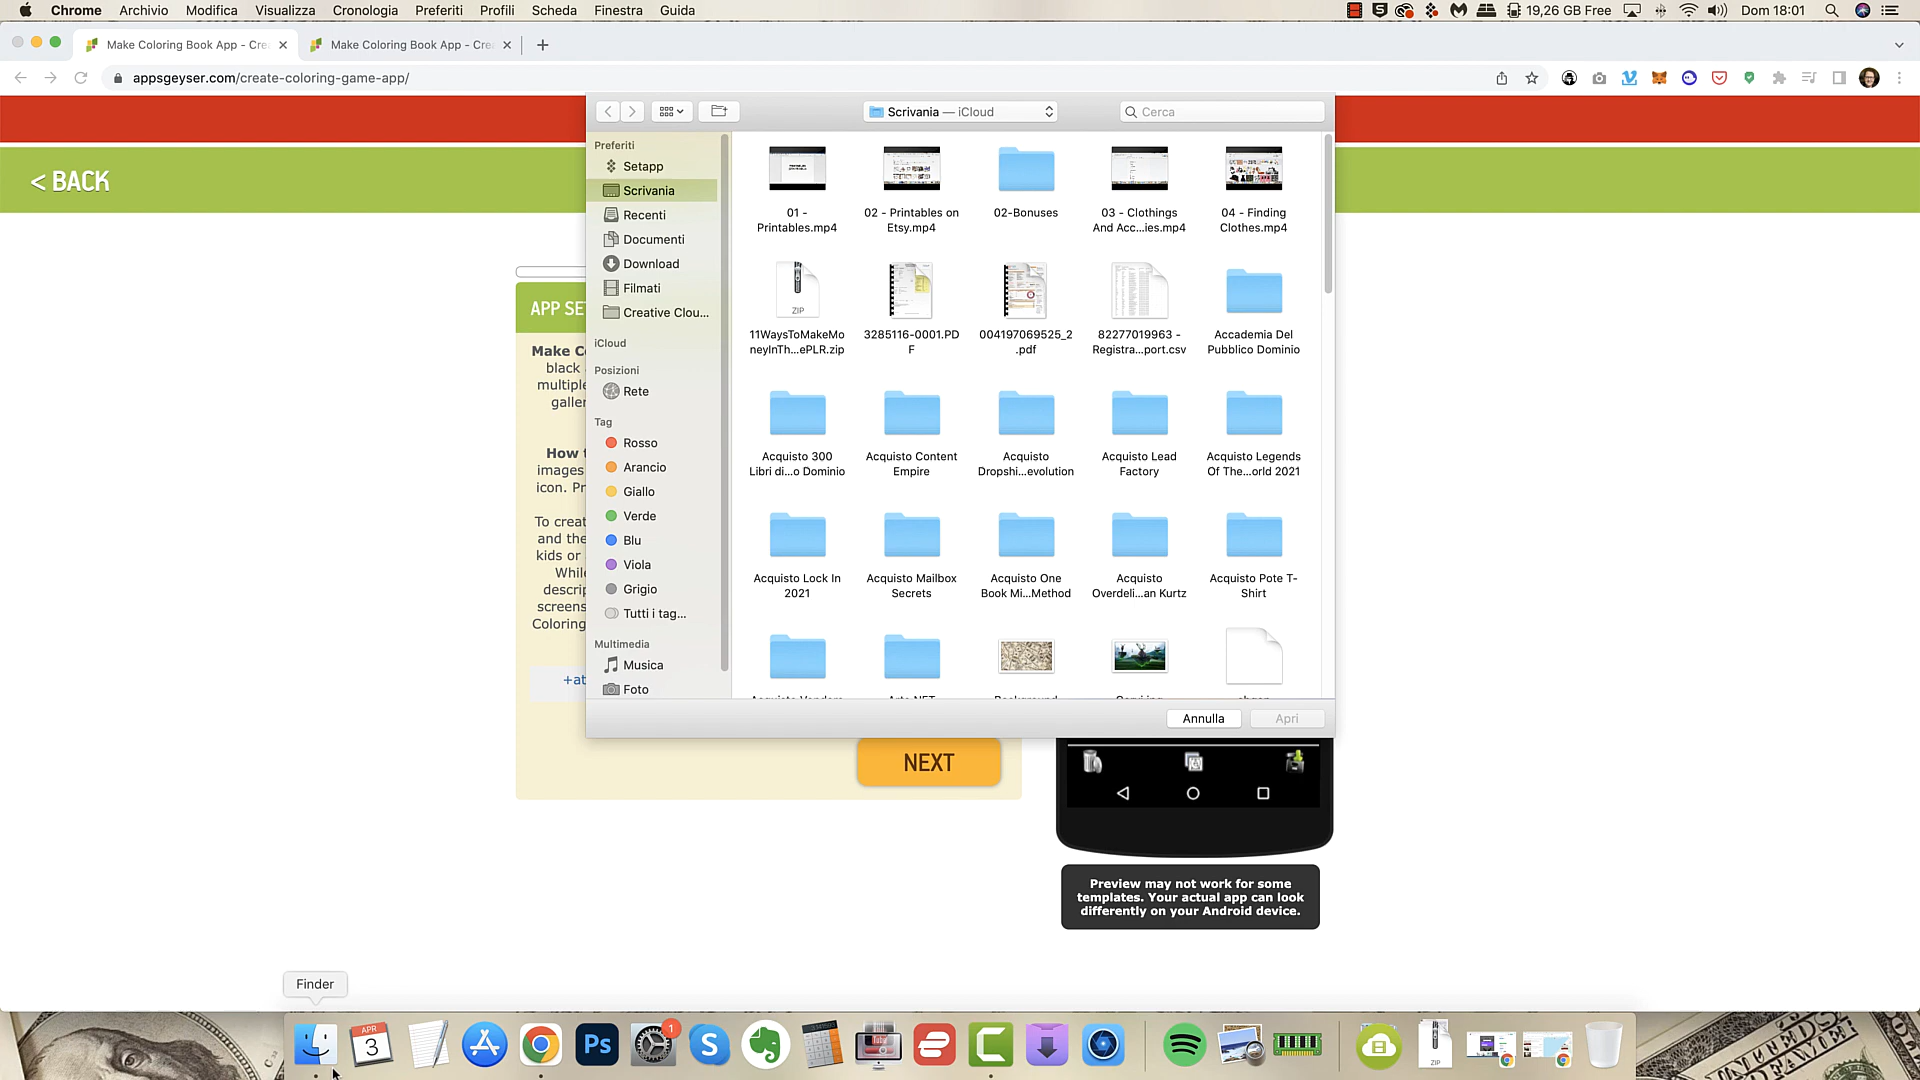 Chrome Archivio Modifica Visualizza Cronologia Preferiti Profili Scheda Finestra Guida 19,26 GB Free Dom 18:01
Make Coloring Book App - Cre
Make Coloring Book App - Cre
appsgeyser.com/create-coloring-game-app/
< BACK
Scrivania — iCloud
Cerca
Preferiti
Setapp
Scrivania
Recenti
Documenti
Download
Filmati
Creative Clou...
iCloud
Posizioni
Rete
Tag
Rosso
Arancio
Giallo
Verde
Blu
Viola
Grigio
Tutti i tag...
Multimedia
Musica
Foto
01 -
Printables.mp4
02 - Printables on
Etsy.mp4
02-Bonuses
03 - Clothings
And Acc...ies.mp4
04 - Finding
Clothes.mp4
ZIP
11WaysToMakeMo
neyInTh...ePLR.zip
3285116-0001.PD
F
004197069525_2
.pdf
82277019963 -
Registra...port.csv
Accademia Del
Pubblico Dominio
Acquisto 300
Libri di...o Dominio
Acquisto Content
Empire
Acquisto
Dropshi...evolution
Acquisto Lead
Factory
Acquisto Legends
Of The...orld 2021
Acquisto Lock In
2021
Acquisto Mailbox
Secrets
Acquisto One
Book Mi...Method
Acquisto
Overdeli...an Kurtz
Acquisto Pote T-
Shirt
Annulla
Apri
APP SE
Make C
black
multiple
galler
How t
images
icon. Pr
To creat
and the
kids or
While
descrip
screens
Coloring
+at
NEXT
Preview may not work for some
templates. Your actual app can look
differently on your Android device.
Finder
APR
3
Ps
1
ZIP